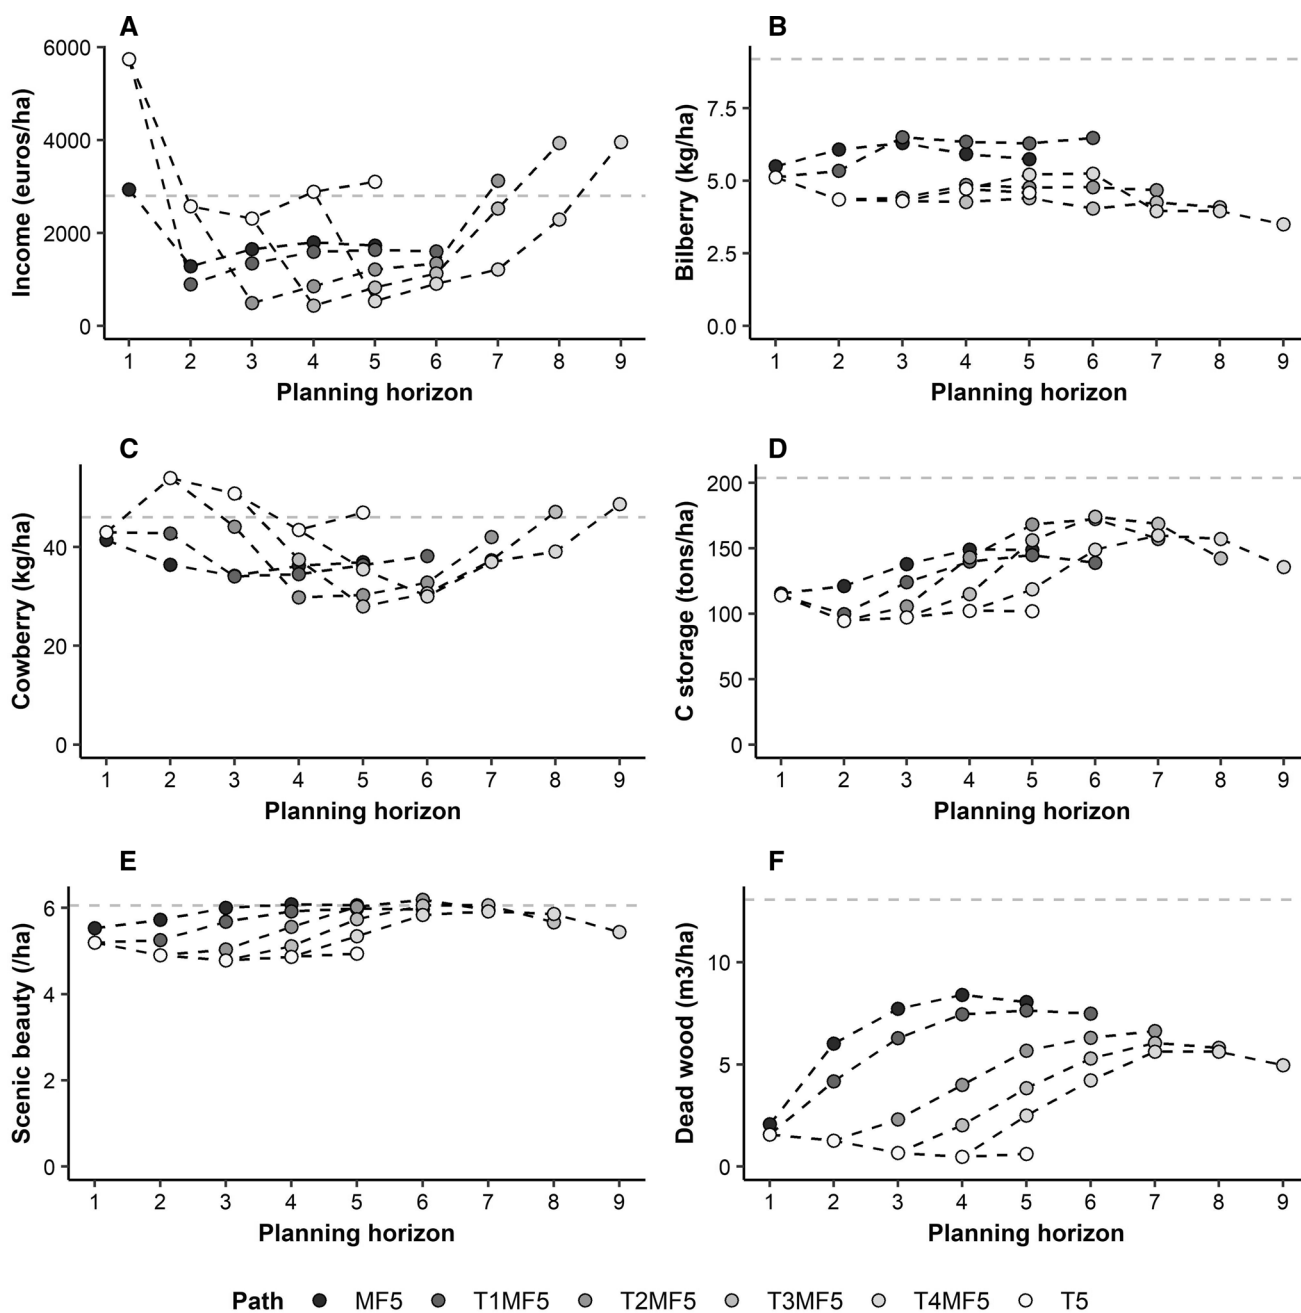 A
Income (euros/ha)
6000
4000
2000
0
1 2 3 4 5 6 7 8 9
Planning horizon
B
Bilberry (kg/ha)
7.5
5.0
2.5
0.0
1 2 3 4 5 6 7 8 9
Planning horizon
C
Cowberry (kg/ha)
40
20
0
1 2 3 4 5 6 7 8 9
Planning horizon
D
C storage (tons/ha)
200
150
100
50
0
1 2 3 4 5 6 7 8 9
Planning horizon
E
Scenic beauty (/ha)
6
4
2
0
1 2 3 4 5 6 7 8 9
Planning horizon
F
Dead wood (m3/ha)
10
5
0
1 2 3 4 5 6 7 8 9
Planning horizon
Path MF5 T1MF5 T2MF5 T3MF5 T4MF5 T5